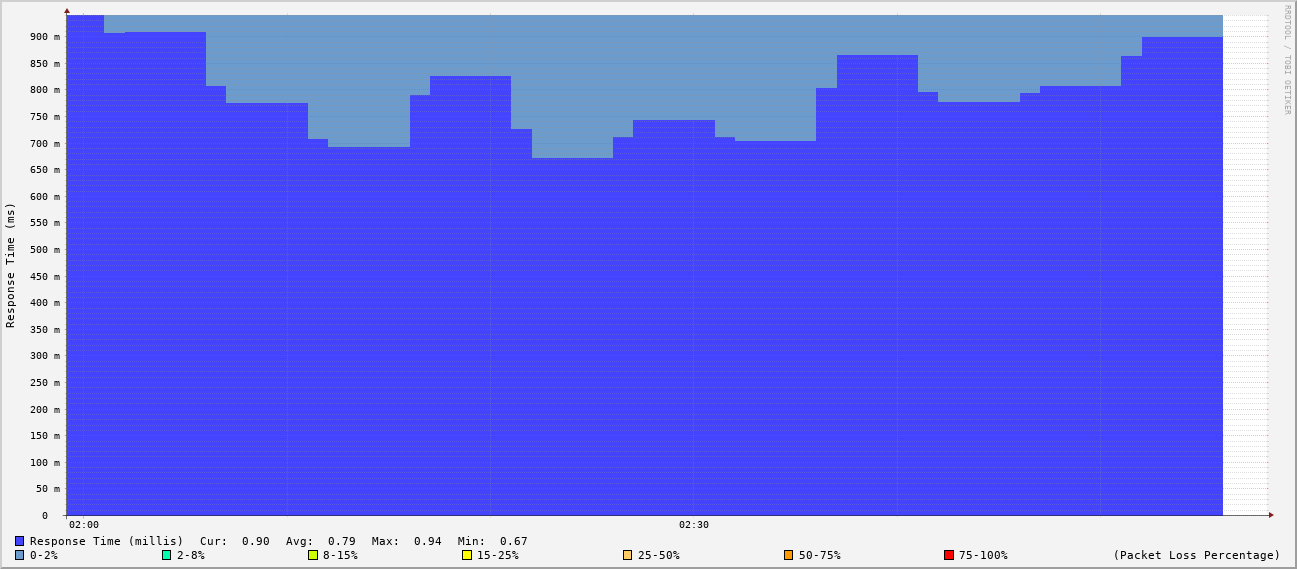 RRDTOOL / TOBI OETIKER
Response Time (ms)
900 m
850 m
800 m
750 m
700 m
650 m
600 m
550 m
500 m
450 m
400 m
350 m
300 m
250 m
200 m
150 m
100 m
50 m
0
02:00 02:30
Response Time (millis) Cur: 0.90 Avg: 0.79 Max: 0.94 Min: 0.67
0-2% 2-8% 8-15% 15-25% 25-50% 50-75% 75-100% (Packet Loss Percentage)